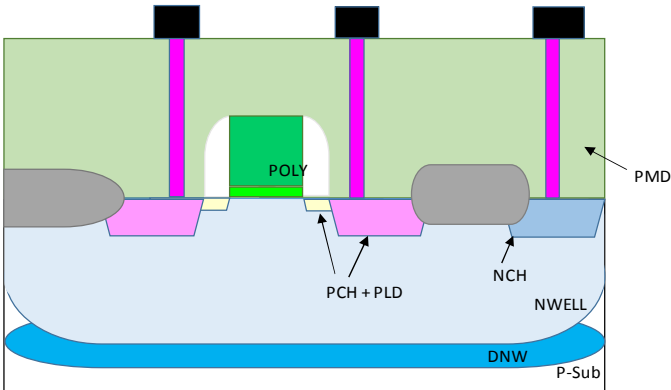 POLY
PMD
NCH
PCH + PLD
NWELL
DNW
P-Sub